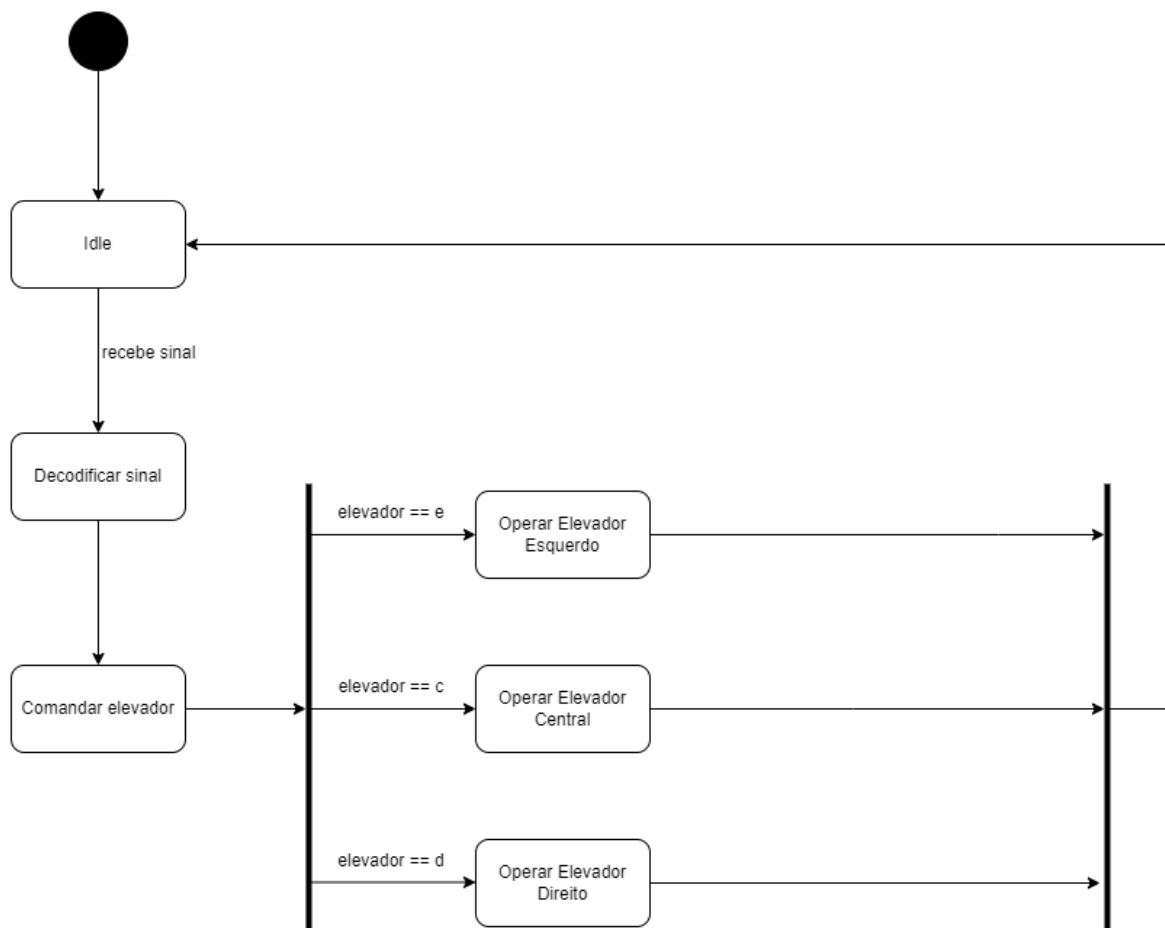 Idle
recebe sinal
Decodificar sinal
elevador == e
Operar Elevador
Esquerdo
Comandar elevador
elevador == c
Operar Elevador
Central
elevador == d
Operar Elevador
Direito